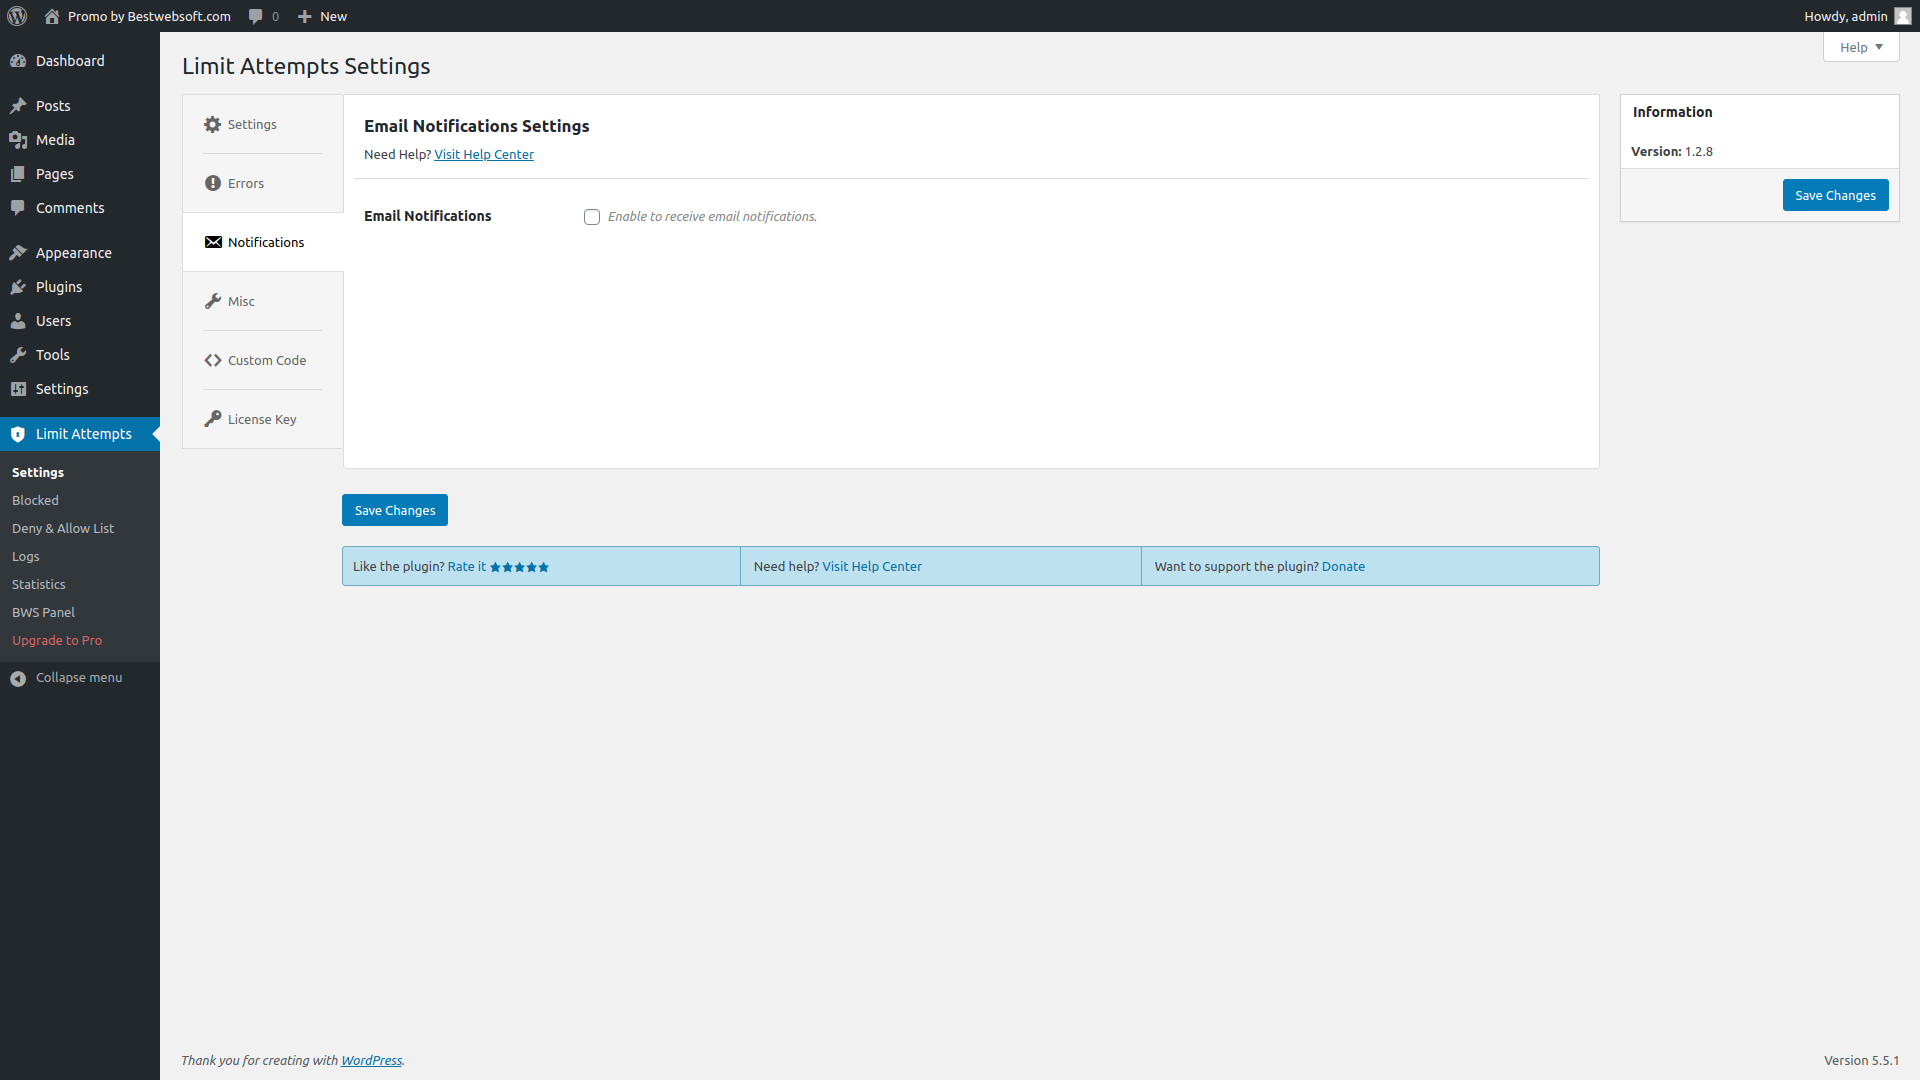 Promo by Bestwebsoft.com
0
New
Howdy, admin
Help
Dashboard
Posts
Media
Pages
Comments
Appearance
Plugins
Users
Tools
Settings
Limit Attempts
Settings
Blocked
Deny & Allow List
Logs
Statistics
BWS Panel
Upgrade to Pro
Collapse menu
Limit Attempts Settings
Settings
Errors
Notifications
Misc
Custom Code
License Key
Email Notifications Settings
Need Help? Visit Help Center
Email Notifications
Enable to receive email notifications.
Save Changes
Like the plugin? Rate it
Need help? Visit Help Center
Want to support the plugin? Donate
Information
Version: 1.2.8
Save Changes
Thank you for creating with WordPress.
Version 5.5.1